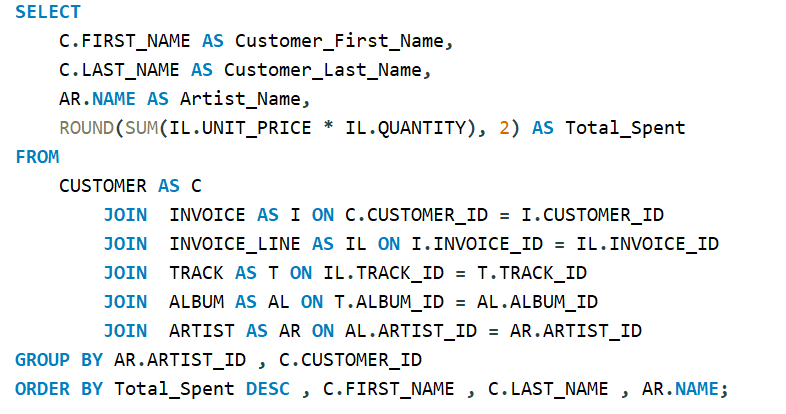 SELECT
C.FIRST_NAME AS Customer_First_Name,
C.LAST_NAME AS Customer_Last_Name,
AR.NAME AS Artist_Name,
ROUND(SUM(IL.UNIT_PRICE * IL.QUANTITY), 2) AS Total_Spent
FROM
CUSTOMER AS C
JOIN INVOICE AS I ON C.CUSTOMER_ID = I.CUSTOMER_ID
JOIN INVOICE_LINE AS IL ON I.INVOICE_ID = IL.INVOICE_ID
JOIN TRACK AS T ON IL.TRACK_ID = T.TRACK_ID
JOIN ALBUM AS AL ON T.ALBUM_ID = AL.ALBUM_ID
JOIN ARTIST AS AR ON AL.ARTIST_ID = AR.ARTIST_ID
GROUP BY AR.ARTIST_ID , C.CUSTOMER_ID
ORDER BY Total_Spent DESC , C.FIRST_NAME , C.LAST_NAME , AR.NAME;